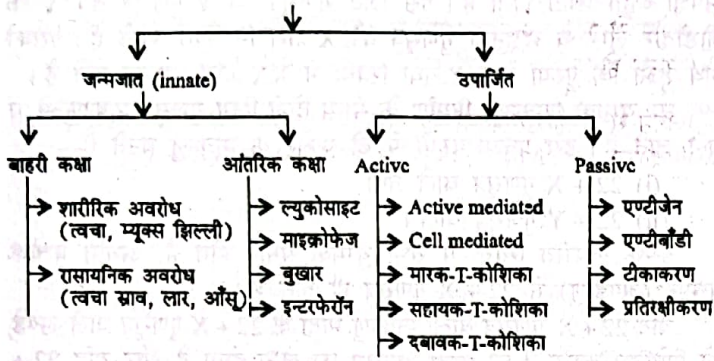 जन्मजात (innate)
उपार्जित
बाहरी कक्षा
आंतरिक कक्षा
Active
Passive
शारीरिक अवरोध
(त्वचा, म्यूक्स झिल्ली)
रासायनिक अवरोध
(त्वचा स्राव, लार, आँसू)
ल्युकोसाइट
माइक्रोफेज
बुखार
इन्टरफेरॉन
Active mediated
Cell mediated
मारक-T-कोशिका
सहायक-T-कोशिका
दबावक-T-कोशिका
एण्टीजेन
एण्टीबॉडी
टीकाकरण
प्रतिरक्षीकरण